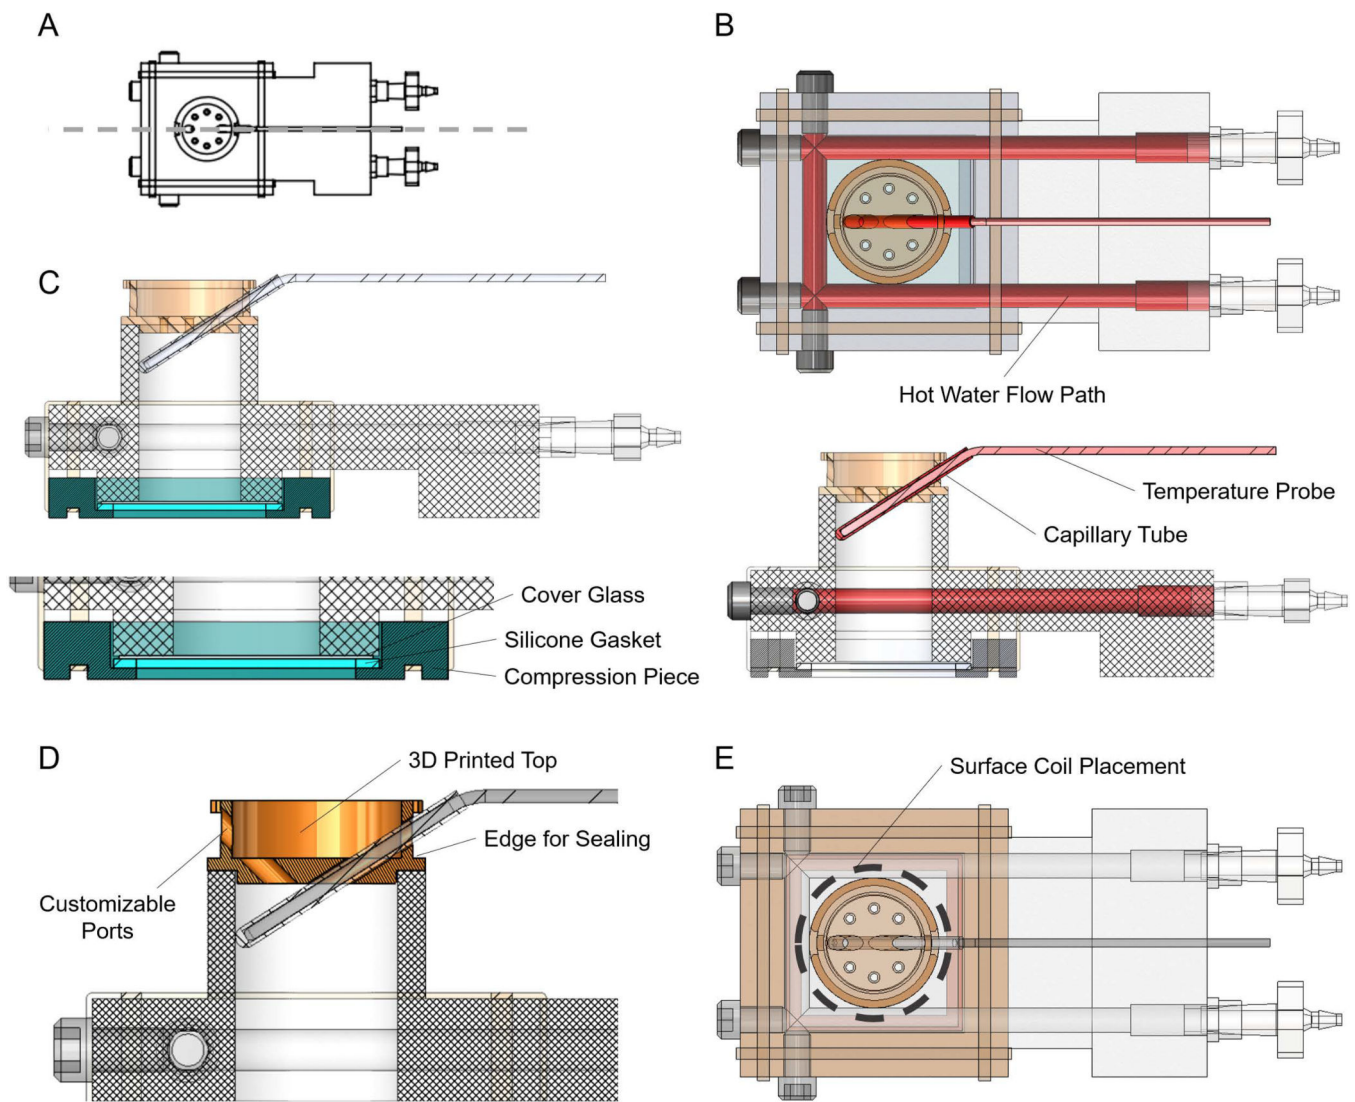 A
B
Hot Water Flow Path
Temperature Probe
Capillary Tube
C
Cover Glass
Silicone Gasket
Compression Piece
D
3D Printed Top
Edge for Sealing
Customizable
Ports
E
Surface Coil Placement